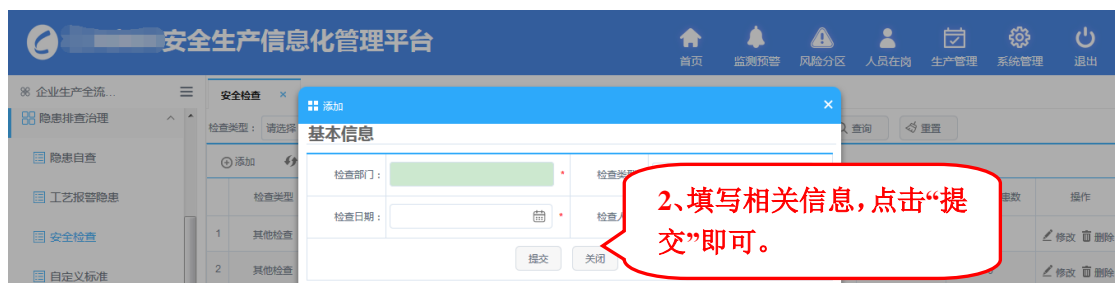 安全生产信息化管理平台
首页 监测预警 风险分区 人员在岗 生产管理 系统管理 退出
企业生产全流...
安全检查 ×
添加 ×
隐患排查治理
检查类型： 请选择
查询 重置
基本信息
隐患自查
添加
检查部门： *
检查类
工艺报警隐患
检查类型
操作
检查日期： *
检查人
2、填写相关信息，点击“提
交”即可。
安全检查
1 其他检查
修改 删除
提交 关闭
自定义标准
2 其他检查
修改 删除